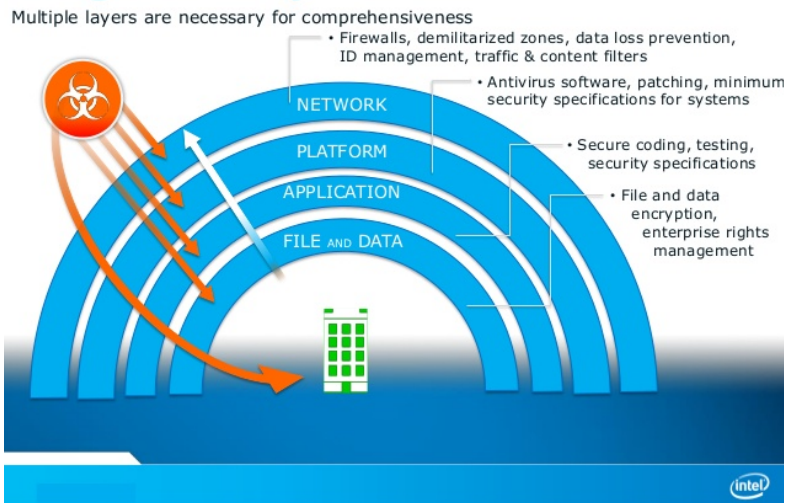 Multiple layers are necessary for comprehensiveness
• Firewalls, demilitarized zones, data loss prevention,
ID management, traffic & content filters
• Antivirus software, patching, minimum
security specifications for systems
• Secure coding, testing,
security specifications
• File and data
encryption,
enterprise rights
management
NETWORK
PLATFORM
APPLICATION
FILE AND DATA
intel